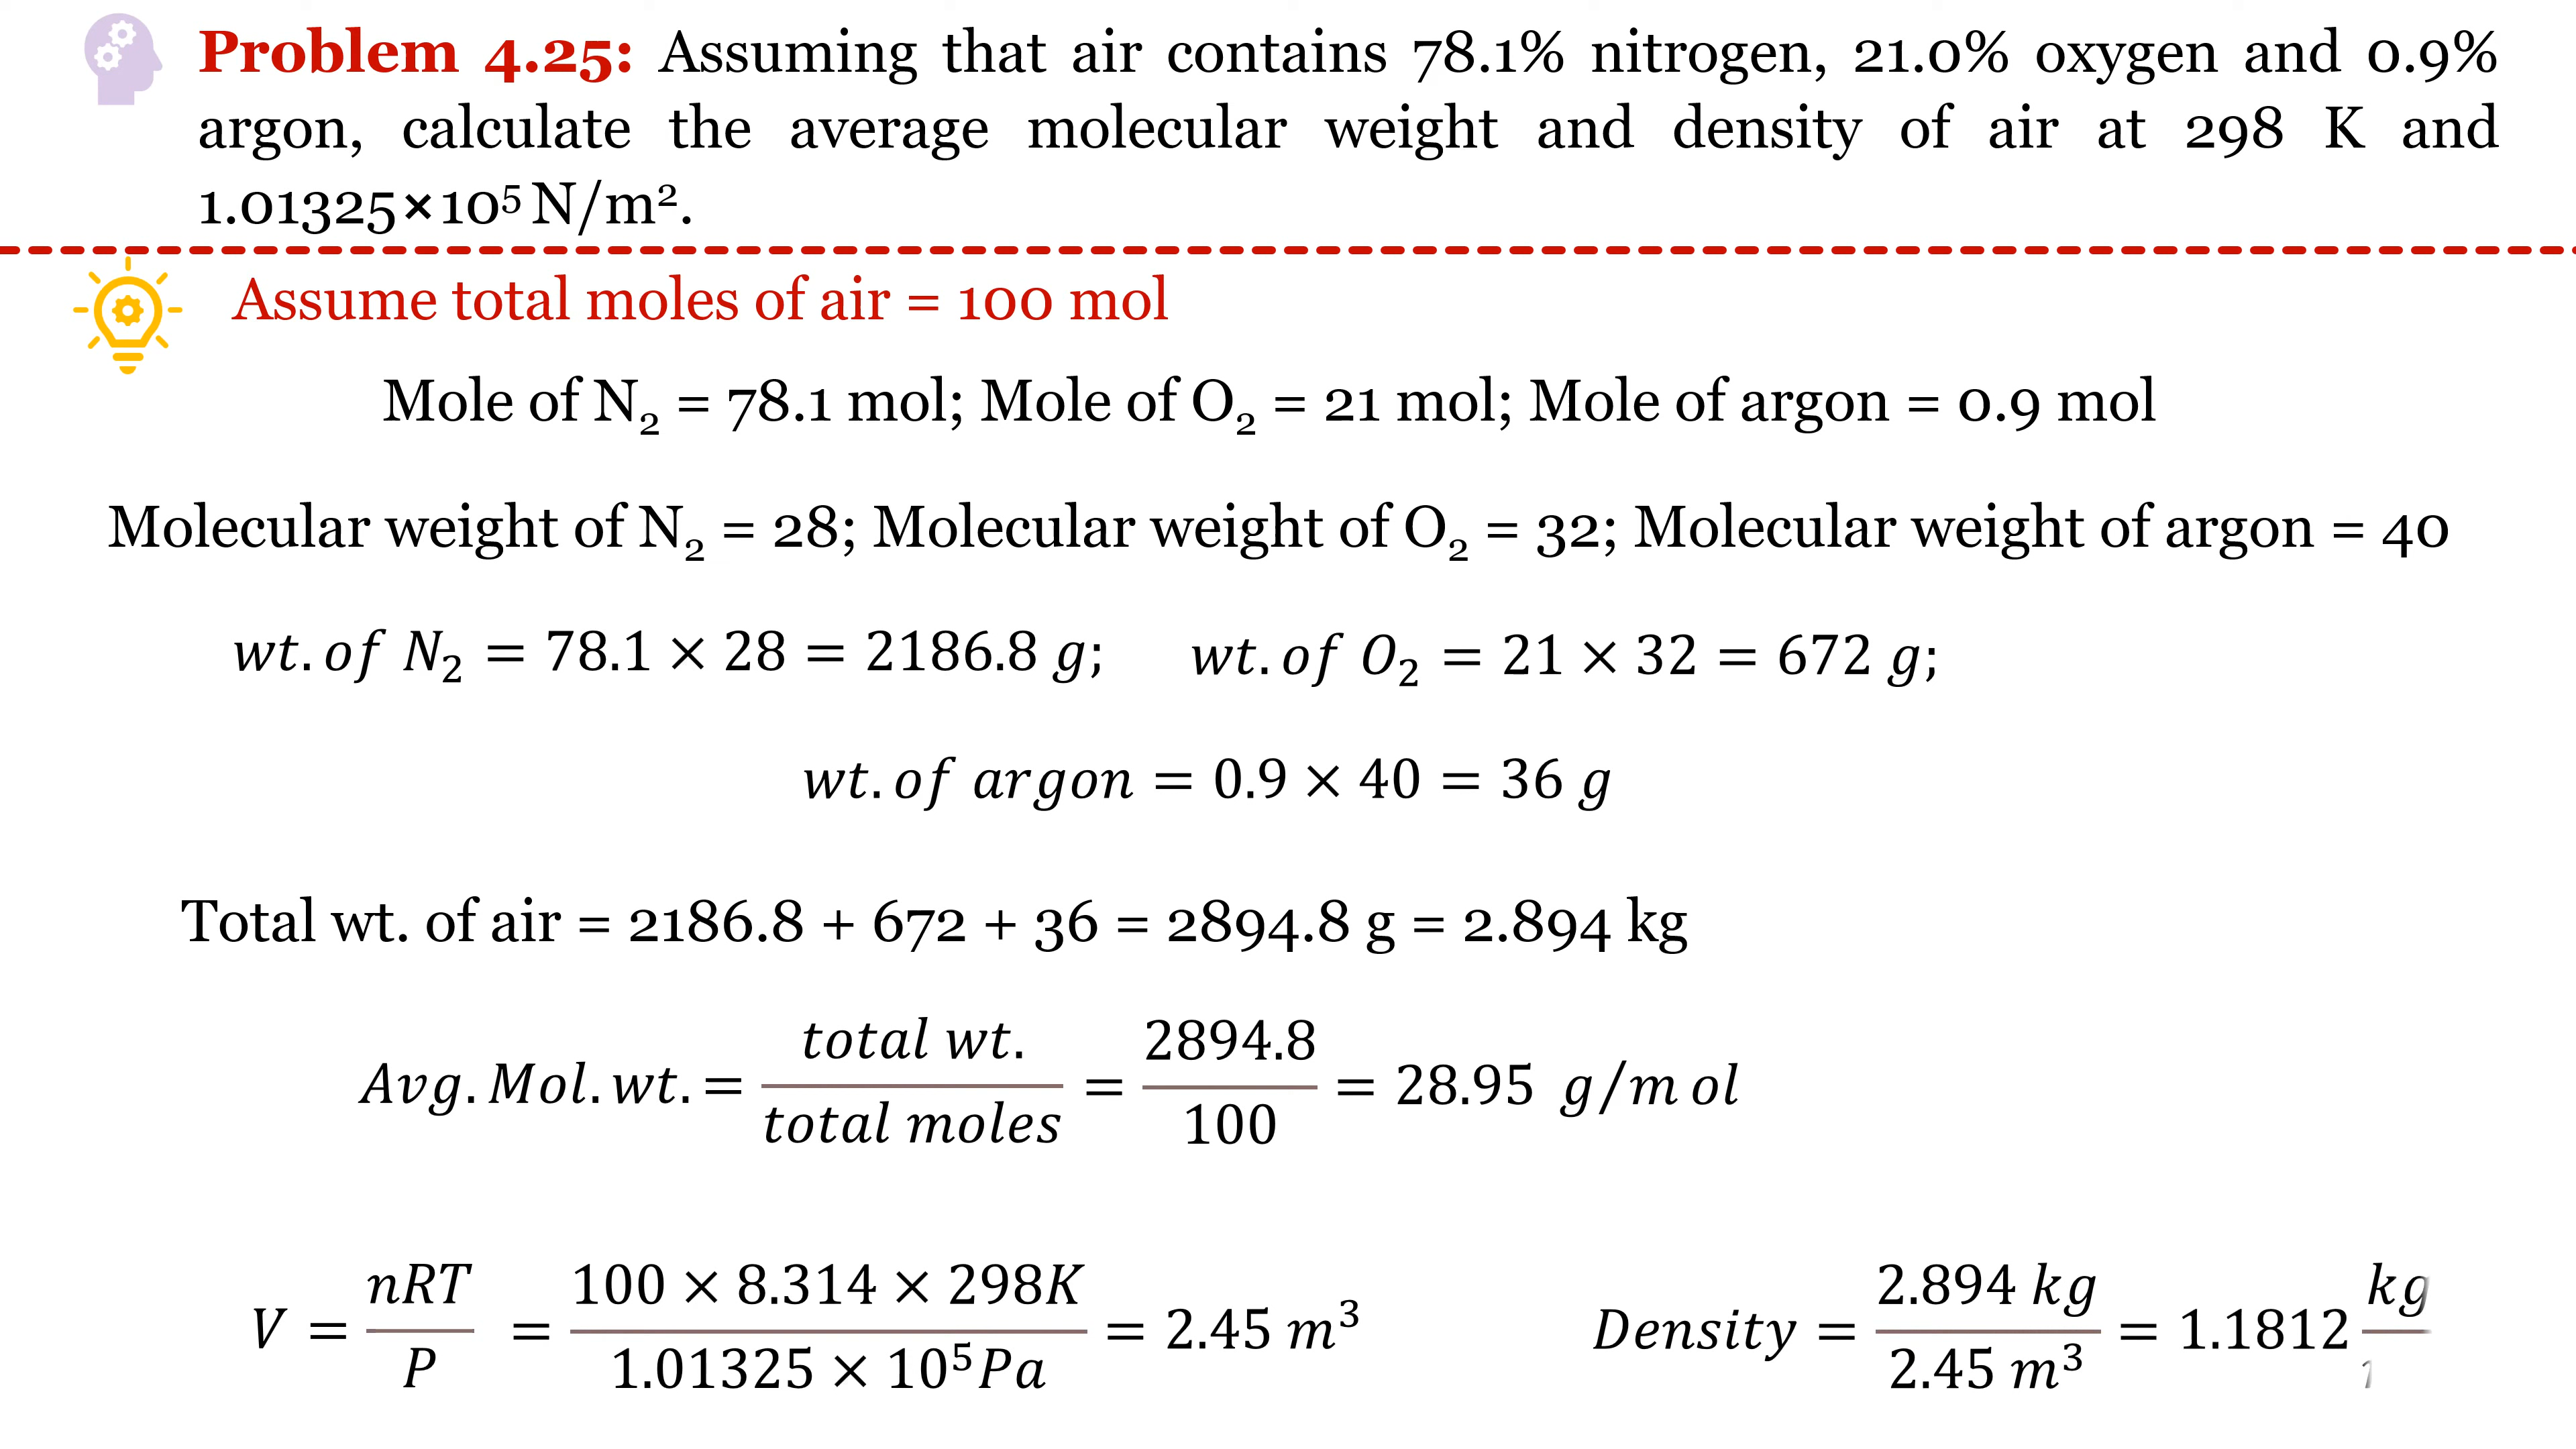 Problem 4.25: Assuming that air contains 78.1% nitrogen, 21.0% oxygen and 0.9%
argon, calculate the average molecular weight and density of air at 298 K and
1.01325×10⁵ N/m².
Assume total moles of air = 100 mol
Mole of N₂ = 78.1 mol; Mole of O₂ = 21 mol; Mole of argon = 0.9 mol
Molecular weight of N₂ = 28; Molecular weight of O₂ = 32; Molecular weight of argon = 40
wt. of N₂ = 78.1 × 28 = 2186.8 g; wt. of O₂ = 21 × 32 = 672 g;
wt. of argon = 0.9 × 40 = 36 g
Total wt. of air = 2186.8 + 672 + 36 = 2894.8 g = 2.894 kg
Avg. Mol. wt. = total wt. / total moles = 2894.8 / 100 = 28.95 g/mol
V = nRT / P = 100 × 8.314 × 298K / 1.01325 × 10⁵ Pa = 2.45 m³ Density = 2.894 kg / 2.45 m³ = 1.1812 kg